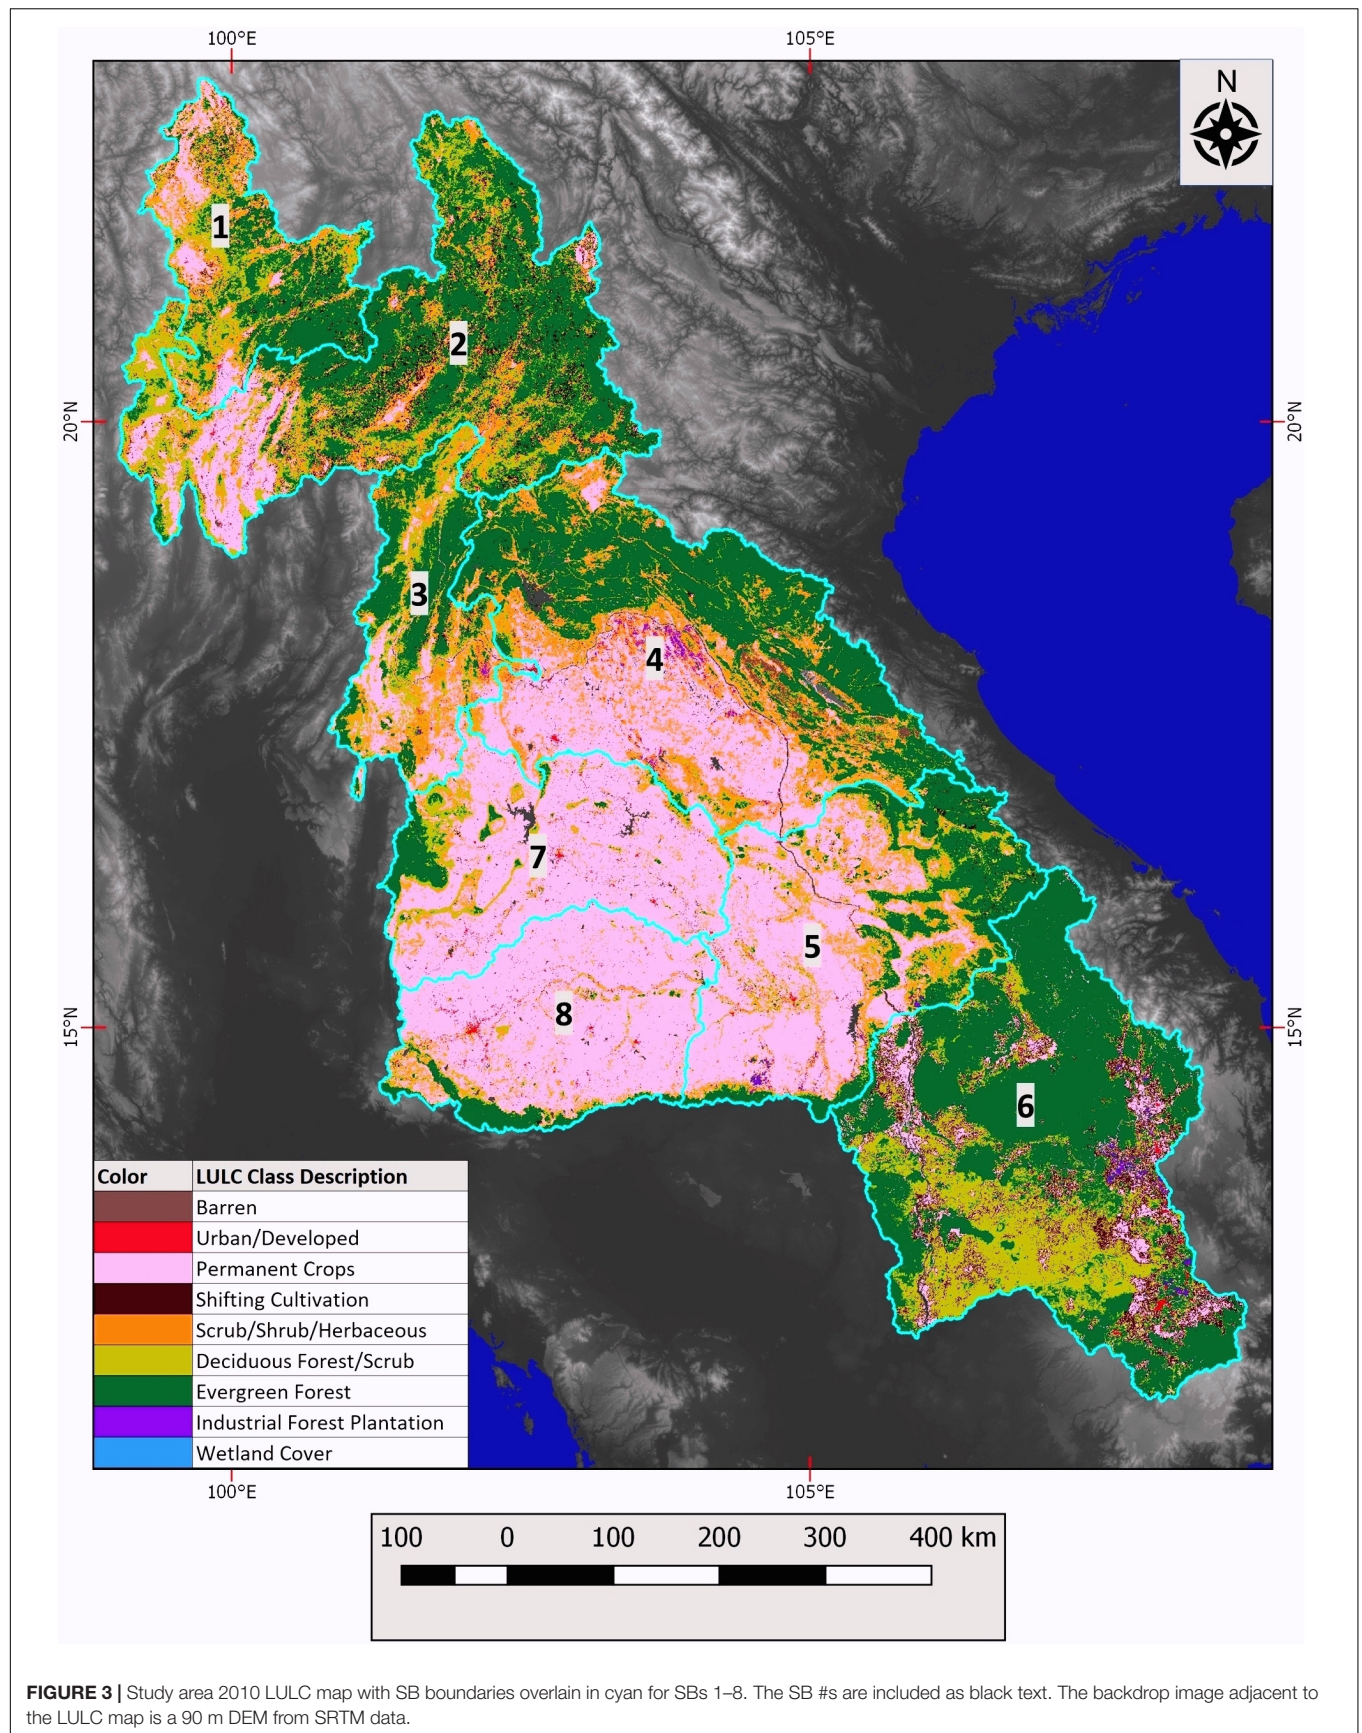 100°E 105°E
N
1
2
20°N 20°N
3
4
7
5
8
15°N 15°N
6
Color LULC Class Description
Barren
Urban/Developed
Permanent Crops
Shifting Cultivation
Scrub/Shrub/Herbaceous
Deciduous Forest/Scrub
Evergreen Forest
Industrial Forest Plantation
Wetland Cover
100°E 105°E
100 0 100 200 300 400 km
FIGURE 3 | Study area 2010 LULC map with SB boundaries overlain in cyan for SBs 1–8. The SB #s are included as black text. The backdrop image adjacent to
the LULC map is a 90 m DEM from SRTM data.